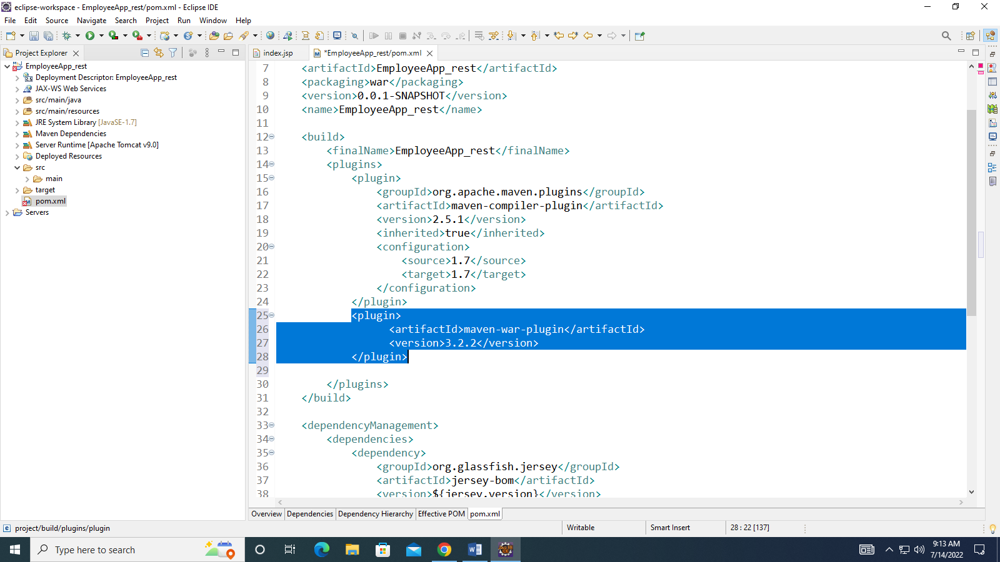 eclipse-workspace - EmployeeApp_rest/pom.xml - Eclipse IDE
File Edit Source Navigate Search Project Run Window Help
Project Explorer
EmployeeApp_rest
Deployment Descriptor: EmployeeApp_rest
JAX-WS Web Services
src/main/java
src/main/resources
JRE System Library [JavaSE-1.7]
Maven Dependencies
Server Runtime [Apache Tomcat v9.0]
Deployed Resources
src
main
target
pom.xml
Servers
index.jsp *EmployeeApp_rest/pom.xml
7 <artifactId>EmployeeApp_rest</artifactId>
8 <packaging>war</packaging>
9 <version>0.0.1-SNAPSHOT</version>
10 <name>EmployeeApp_rest</name>
11
12 <build>
13 <finalName>EmployeeApp_rest</finalName>
14 <plugins>
15 <plugin>
16 <groupId>org.apache.maven.plugins</groupId>
17 <artifactId>maven-compiler-plugin</artifactId>
18 <version>2.5.1</version>
19 <inherited>true</inherited>
20 <configuration>
21 <source>1.7</source>
22 <target>1.7</target>
23 </configuration>
24 </plugin>
25 <plugin>
26 <artifactId>maven-war-plugin</artifactId>
27 <version>3.2.2</version>
28 </plugin>
29
30 </plugins>
31 </build>
32
33 <dependencyManagement>
34 <dependencies>
35 <dependency>
36 <groupId>org.glassfish.jersey</groupId>
37 <artifactId>jersey-bom</artifactId>
38 <version>${jersey.version}</version>
Overview Dependencies Dependency Hierarchy Effective POM pom.xml
project/build/plugins/plugin Writable Smart Insert 28 : 22 [137]
Type here to search
9:13 AM
7/14/2022